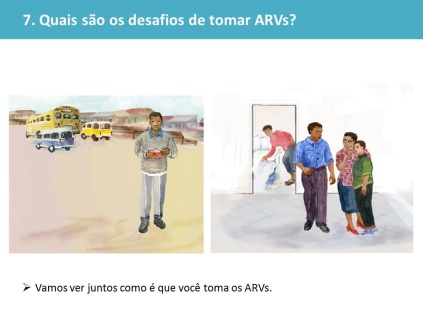 7. Quais são os desafios de tomar ARVs?
➢ Vamos ver juntos como é que você toma os ARVs.